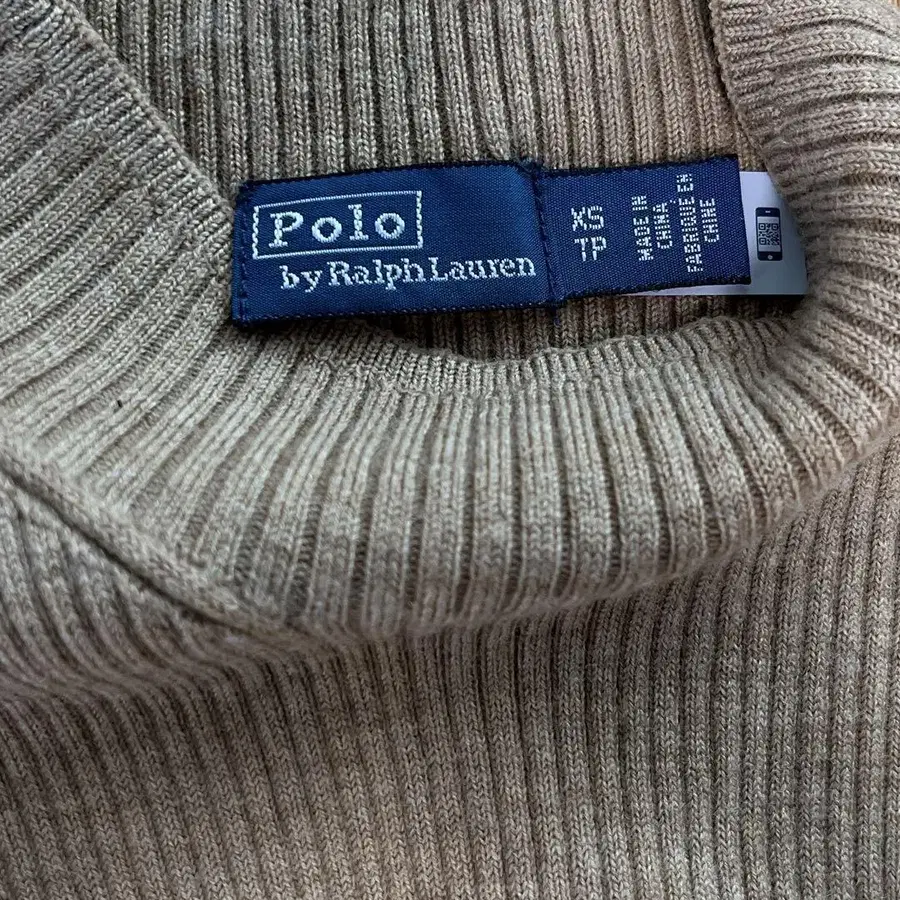 Polo
by Ralph Lauren
XS
TP
MADE IN
CHINA
FABRIQUE EN
CHINE